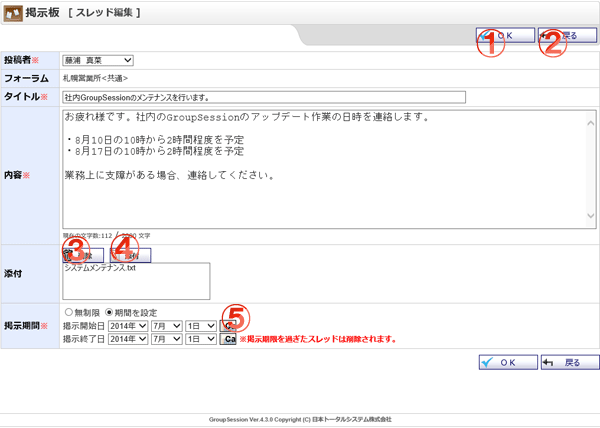 掲示板 [ スレッド編集 ]
① OK ② 戻る
投稿者※ 藤浦 真菜
フォーラム 札幌営業所<共通>
タイトル※ 社内GroupSessionのメンテナンスを行います。
お疲れ様です。社内のGroupSessionのアップデート作業の日時を連絡します。
・8月10日の10時から2時間程度を予定
・8月17日の10時から2時間程度を予定
内容※
業務上に支障がある場合、連絡してください。
現在の文字数:112 / 2000 文字
③ 削除 ④
添付
システムメンテナンス.txt
掲示期間※
無制限 期間を設定 ⑤
掲示開始日 2014年 7月 1日
掲示終了日 2014年 7月 1日 Ca ※掲示期限を過ぎたスレッドは削除されます。
OK 戻る
GroupSession Ver.4.3.0 Copyright (C) 日本トータルシステム株式会社